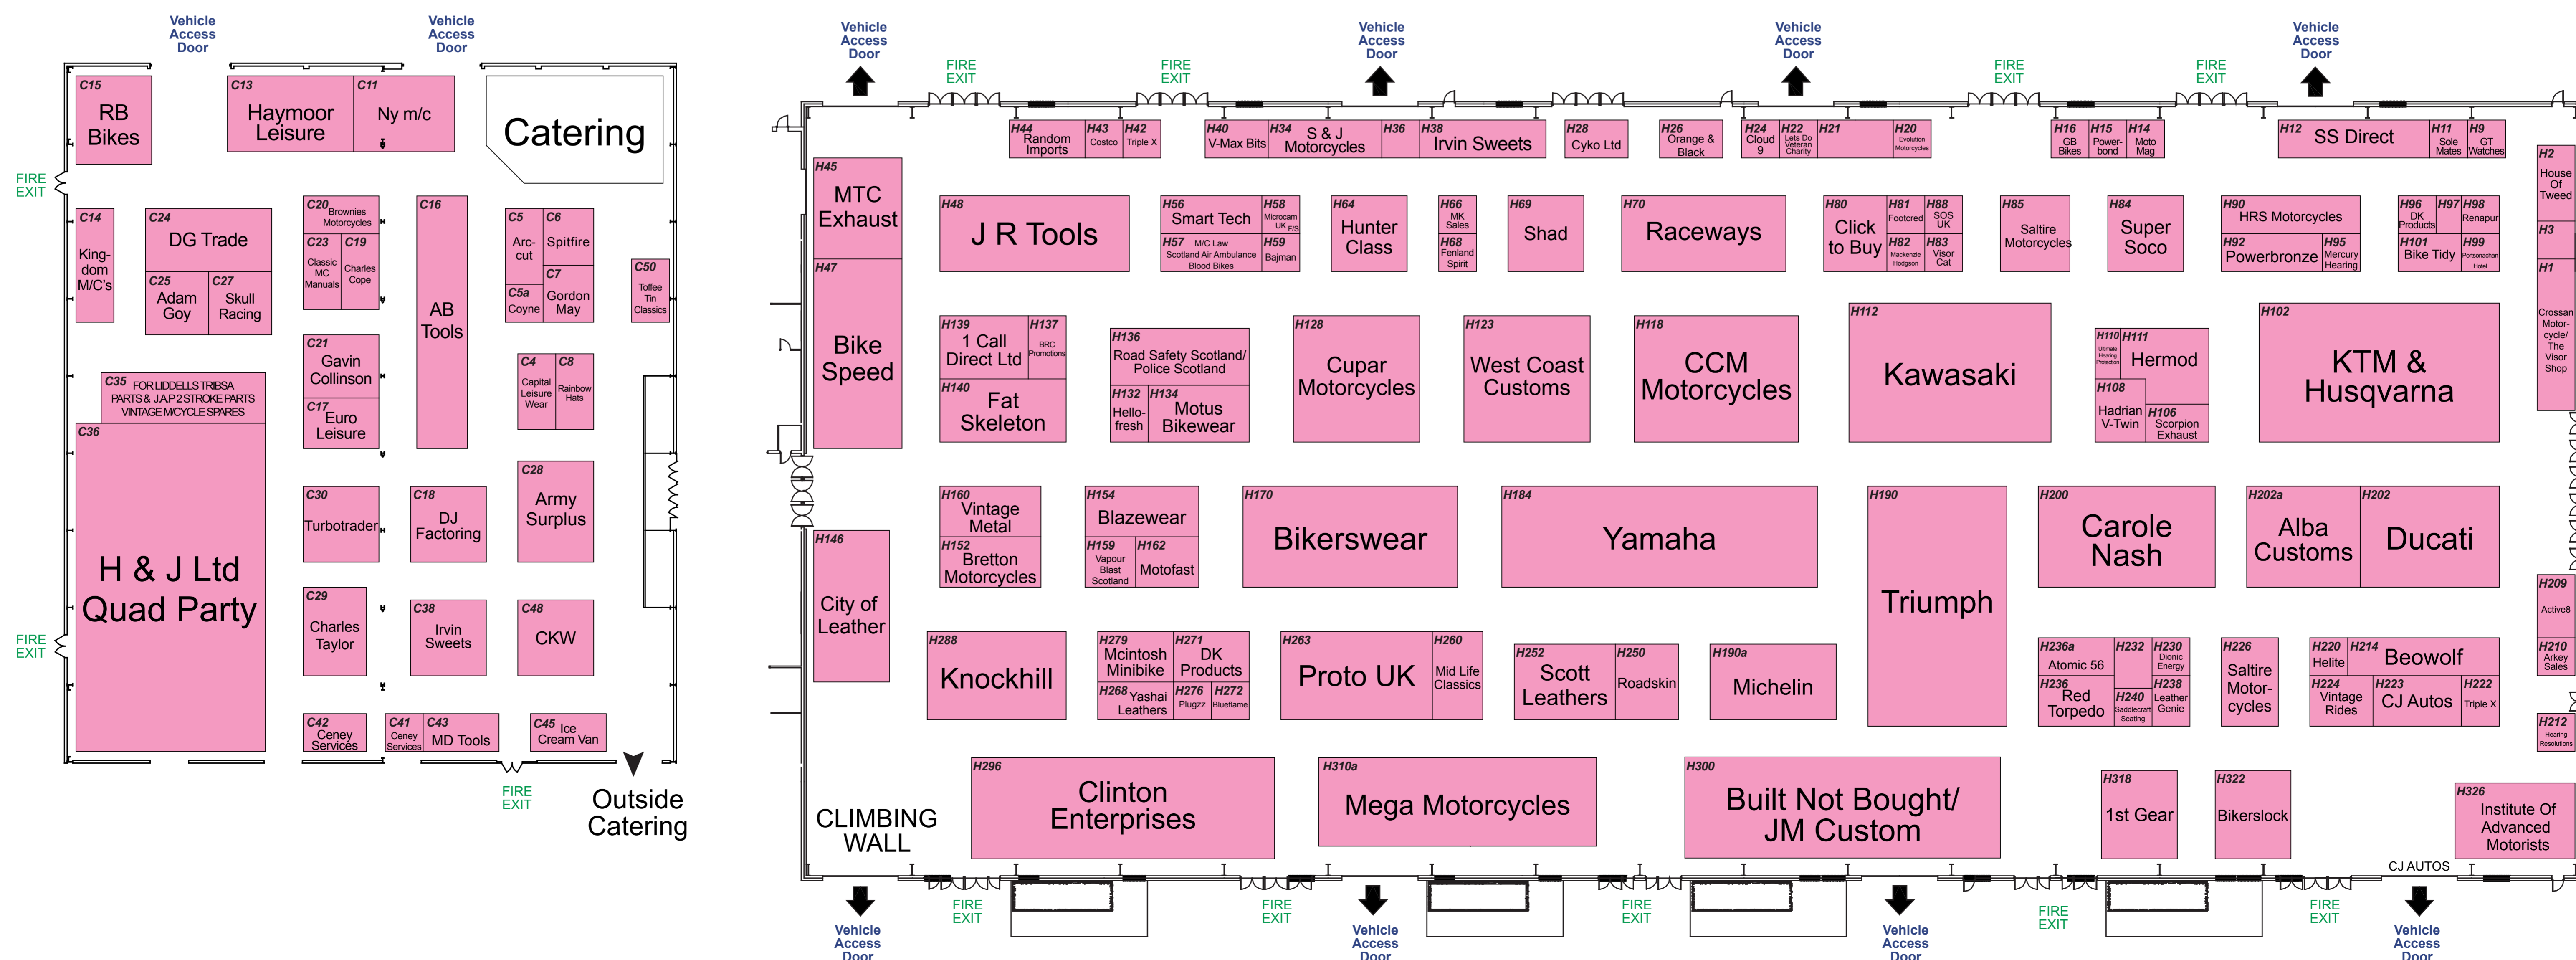 Vehicle
Access
Door
Vehicle
Access
Door
C15
RB
Bikes
C13
Haymoor
Leisure
C11
Ny m/c
Catering
FIRE
EXIT
C14
King-
dom
M/C's
C24
DG Trade
C25
Adam
Goy
C27
Skull
Racing
C20
Brownies
Motorcycles
C23
Classic
MC
Manuals
C19
Charles
Cope
C16
AB
Tools
C5
Arc-
cut
C6
Spitfire
C5a
Coyne
C7
Gordon
May
C50
Toffee
Tin
Classics
C21
Gavin
Collinson
C17
Euro
Leisure
C4
Capital
Leisure
Wear
C8
Rainbow
Hats
C35
FOR LIDDELLS TRIBSA
PARTS & J.A.P 2 STROKE PARTS
VINTAGE M/CYCLE SPARES
C36
H & J Ltd
Quad Party
C30
Turbotrader
C18
DJ
Factoring
C28
Army
Surplus
C29
Charles
Taylor
C38
Irvin
Sweets
C48
CKW
FIRE
EXIT
C42
Ceney
Services
C41
Ceney
Services
C43
MD Tools
C45
Ice
Cream Van
FIRE
EXIT
Outside
Catering
Vehicle
Access
Door
FIRE
EXIT
FIRE
EXIT
Vehicle
Access
Door
Vehicle
Access
Door
FIRE
EXIT
FIRE
EXIT
Vehicle
Access
Door
H44
Random
Imports
H43
Costco
H42
Triple X
H40
V-Max Bits
H34
S & J
Motorcycles
H36
H38
Irvin Sweets
H28
Cyko Ltd
H26
Orange &
Black
H24
Cloud
9
H22
Lets Do
Veteran
Charity
H21
H20
Evolution
Motorcycles
H16
GB
Bikes
H15
Power-
bond
H14
Moto
Mag
H12
SS Direct
H11
Sole
Mates
H9
GT
Watches
H2
House
Of
Tweed
H3
H1
Crossan
Motor-
cycle/
The
Visor
Shop
H45
MTC
Exhaust
H47
Bike
Speed
H48
J R Tools
H56
Smart Tech
H58
Microcam
UK F/S
H57
M/C Law
Scotland Air Ambulance
Blood Bikes
H59
Bajman
H64
Hunter
Class
H66
MK
Sales
H68
Fenland
Spirit
H69
Shad
H70
Raceways
H80
Click
to Buy
H81
Footcred
H88
SOS
UK
H82
Mackenzie
Hodgson
H83
Visor
Cat
H85
Saltire
Motorcycles
H84
Super
Soco
H90
HRS Motorcycles
H92
Powerbronze
H95
Mercury
Hearing
H96
DK
Products
H97
H98
Renapur
H101
Bike Tidy
H99
Portsonachan
Hotel
H139
1 Call
Direct Ltd
H137
BRC
Promotions
H140
Fat
Skeleton
H136
Road Safety Scotland/
Police Scotland
H132
Hello-
fresh
H134
Motus
Bikewear
H128
Cupar
Motorcycles
H123
West Coast
Customs
H118
CCM
Motorcycles
H112
Kawasaki
H110
Ultimate
Hearing
Protection
H111
Hermod
H108
Hadrian
V-Twin
H106
Scorpion
Exhaust
H102
KTM &
Husqvarna
H146
City of
Leather
H160
Vintage
Metal
H152
Bretton
Motorcycles
H154
Blazewear
H159
Vapour
Blast
Scotland
H162
Motofast
H170
Bikerswear
H184
Yamaha
H190
Triumph
H200
Carole
Nash
H202a
Alba
Customs
H202
Ducati
H209
Active8
H210
Arkey
Sales
H212
Hearing
Resolutions
H288
Knockhill
H279
Mcintosh
Minibike
H271
DK
Products
H268
Yashai
Leathers
H276
Plugzz
H272
Blueflame
H263
Proto UK
H260
Mid Life
Classics
H252
Scott
Leathers
H250
Roadskin
H190a
Michelin
H236a
Atomic 56
H236
Red
Torpedo
H232
H230
Dionic
Energy
H240
Saddlecraft
Seating
H238
Leather
Genie
H226
Saltire
Motor-
cycles
H220
Helite
H214
Beowolf
H224
Vintage
Rides
H223
CJ Autos
H222
Triple X
CLIMBING
WALL
H296
Clinton
Enterprises
H310a
Mega Motorcycles
H300
Built Not Bought/
JM Custom
H318
1st Gear
H322
Bikerslock
H326
Institute Of
Advanced
Motorists
CJ AUTOS
Vehicle
Access
Door
FIRE
EXIT
FIRE
EXIT
Vehicle
Access
Door
FIRE
EXIT
Vehicle
Access
Door
FIRE
EXIT
FIRE
EXIT
Vehicle
Access
Door